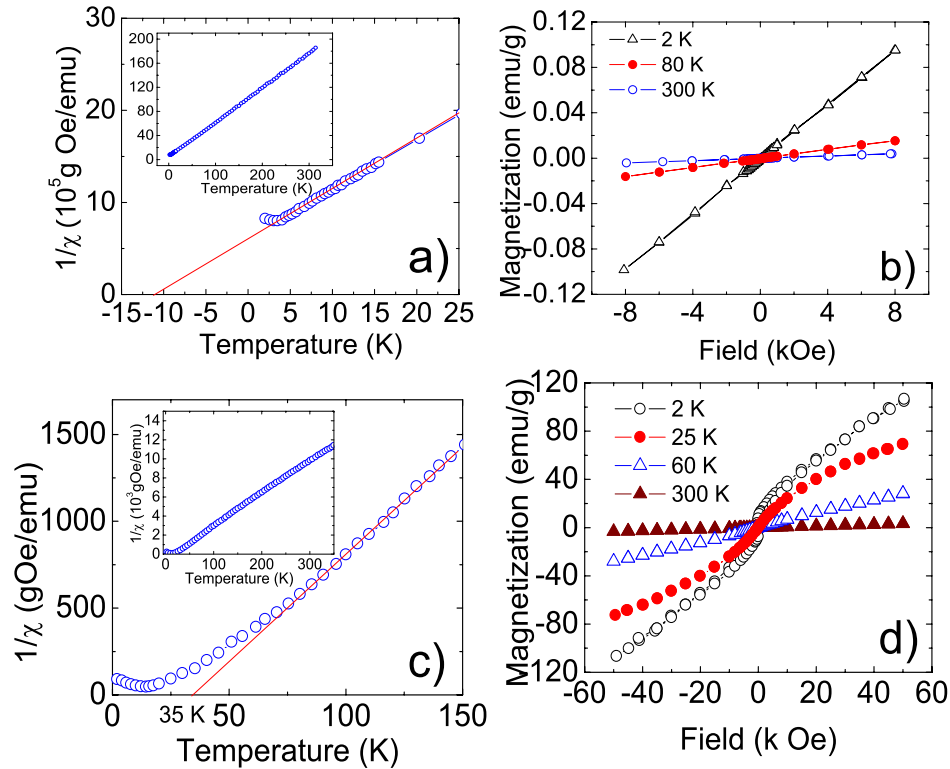 30
20
10
0
1/χ (10⁵g Oe/emu)
200
160
120
80
40
0
0 100 200 300
Temperature (K)
a)
-15 -10 -5 0 5 10 15 20 25
Temperature (K)
0.12
0.08
0.04
0.00
-0.04
-0.08
-0.12
Magnetization (emu/g)
2 K
80 K
300 K
b)
-8 -4 0 4 8
Field (kOe)
1500
1000
500
0
1/χ (gOe/emu)
14
12
10
8
6
4
2
0
1/χ (10³gOe/emu)
0 100 200 300
Temperature (K)
c)
0 35 K 50 75 100 125 150
Temperature (K)
120
80
40
0
-40
-80
120
Magnetization (emu/g)
2 K
25 K
60 K
300 K
d)
-60 -40 -20 0 20 40 60
Field (k Oe)